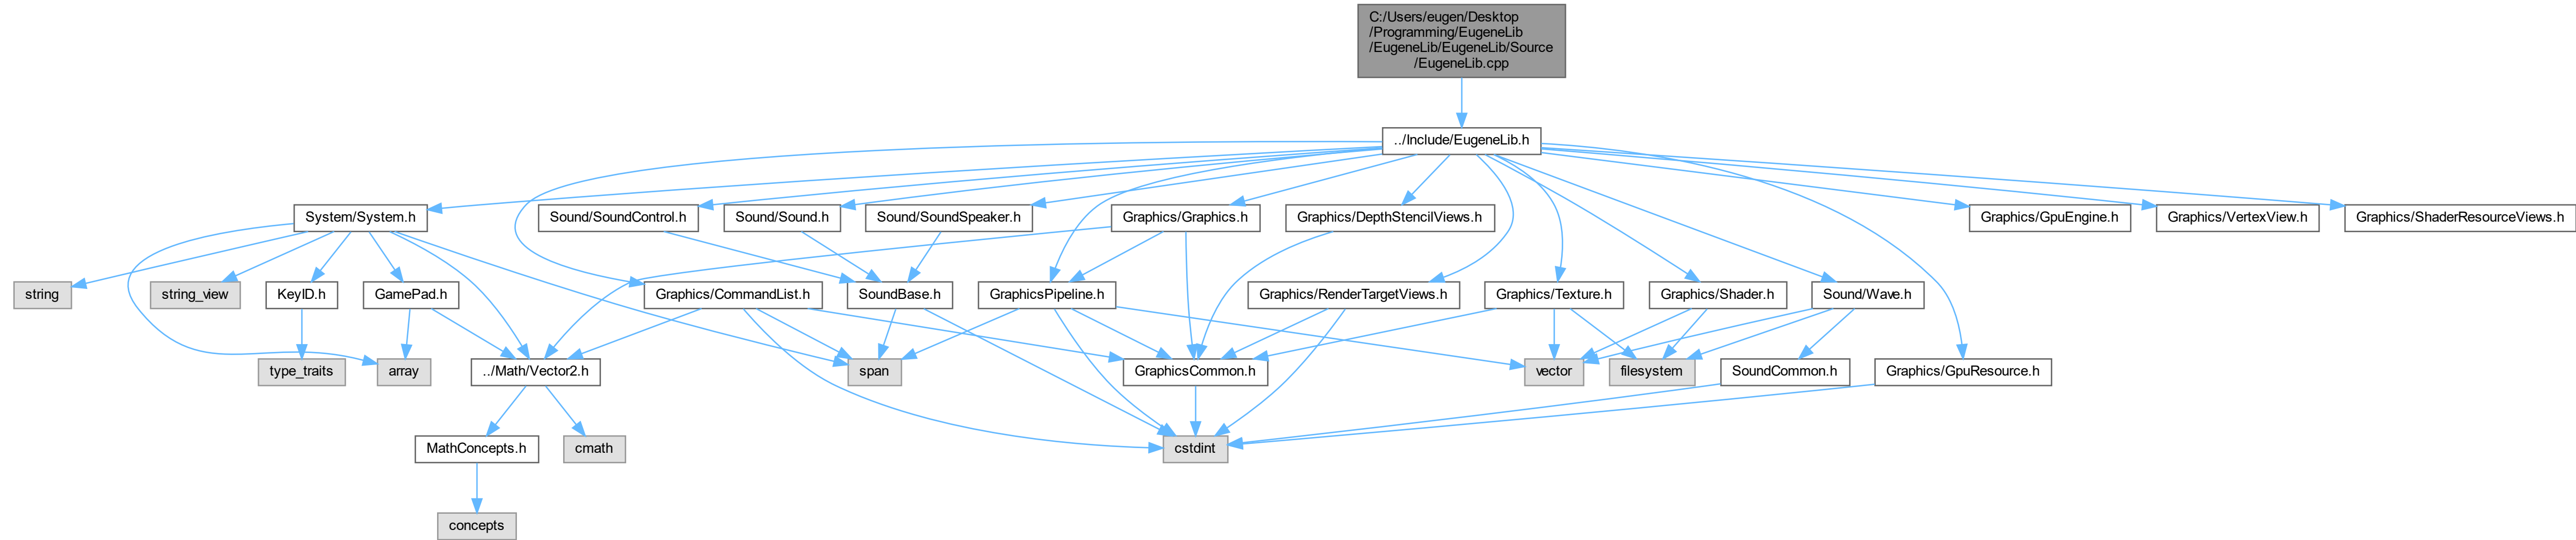 C:/Users/eugen/Desktop
/Programming/EugeneLib
/EugeneLib/EugeneLib/Source
/EugeneLib.cpp
../Include/EugeneLib.h
System/System.h
Sound/SoundControl.h
Sound/Sound.h
Sound/SoundSpeaker.h
Graphics/Graphics.h
Graphics/DepthStencilViews.h
Graphics/GpuEngine.h
Graphics/VertexView.h
Graphics/ShaderResourceViews.h
string
string_view
KeyID.h
GamePad.h
Graphics/CommandList.h
SoundBase.h
GraphicsPipeline.h
Graphics/RenderTargetViews.h
Graphics/Texture.h
Graphics/Shader.h
Sound/Wave.h
type_traits
array
../Math/Vector2.h
span
GraphicsCommon.h
vector
filesystem
SoundCommon.h
Graphics/GpuResource.h
MathConcepts.h
cmath
cstdint
concepts